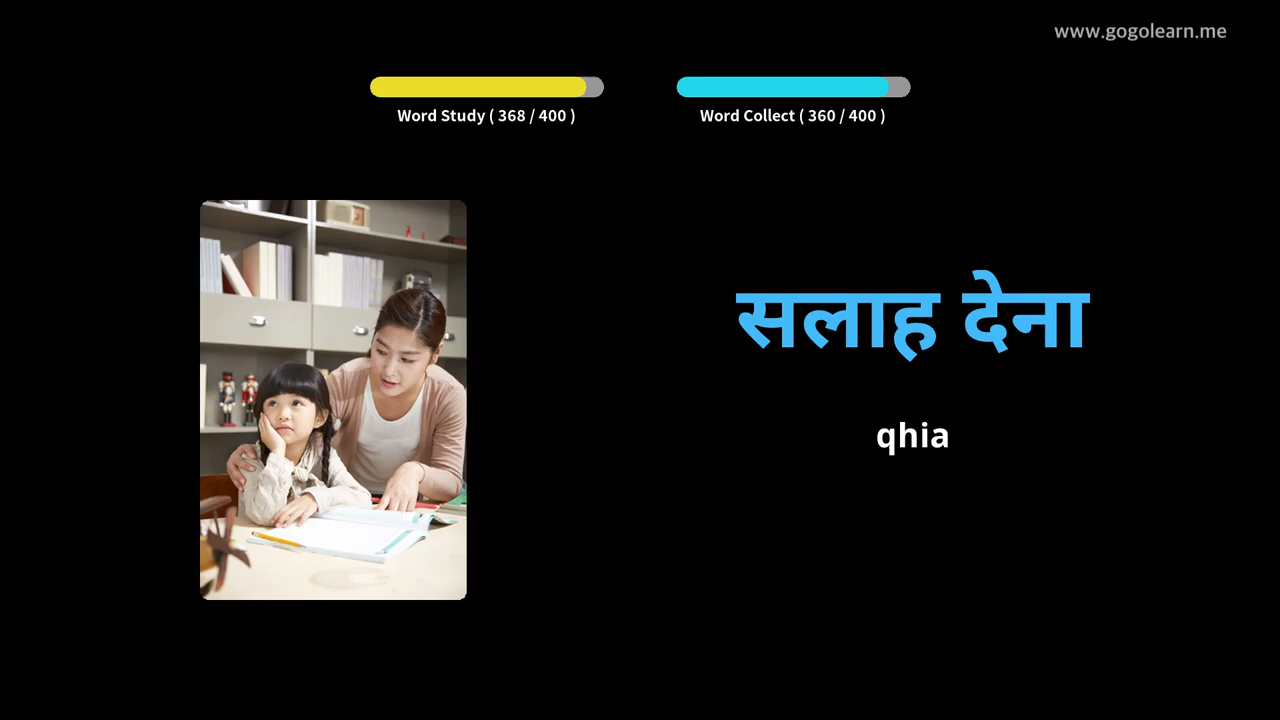 www.gogolearn.me
Word Study ( 368 / 400 )
Word Collect ( 360 / 400 )
सलाह देना
qhia